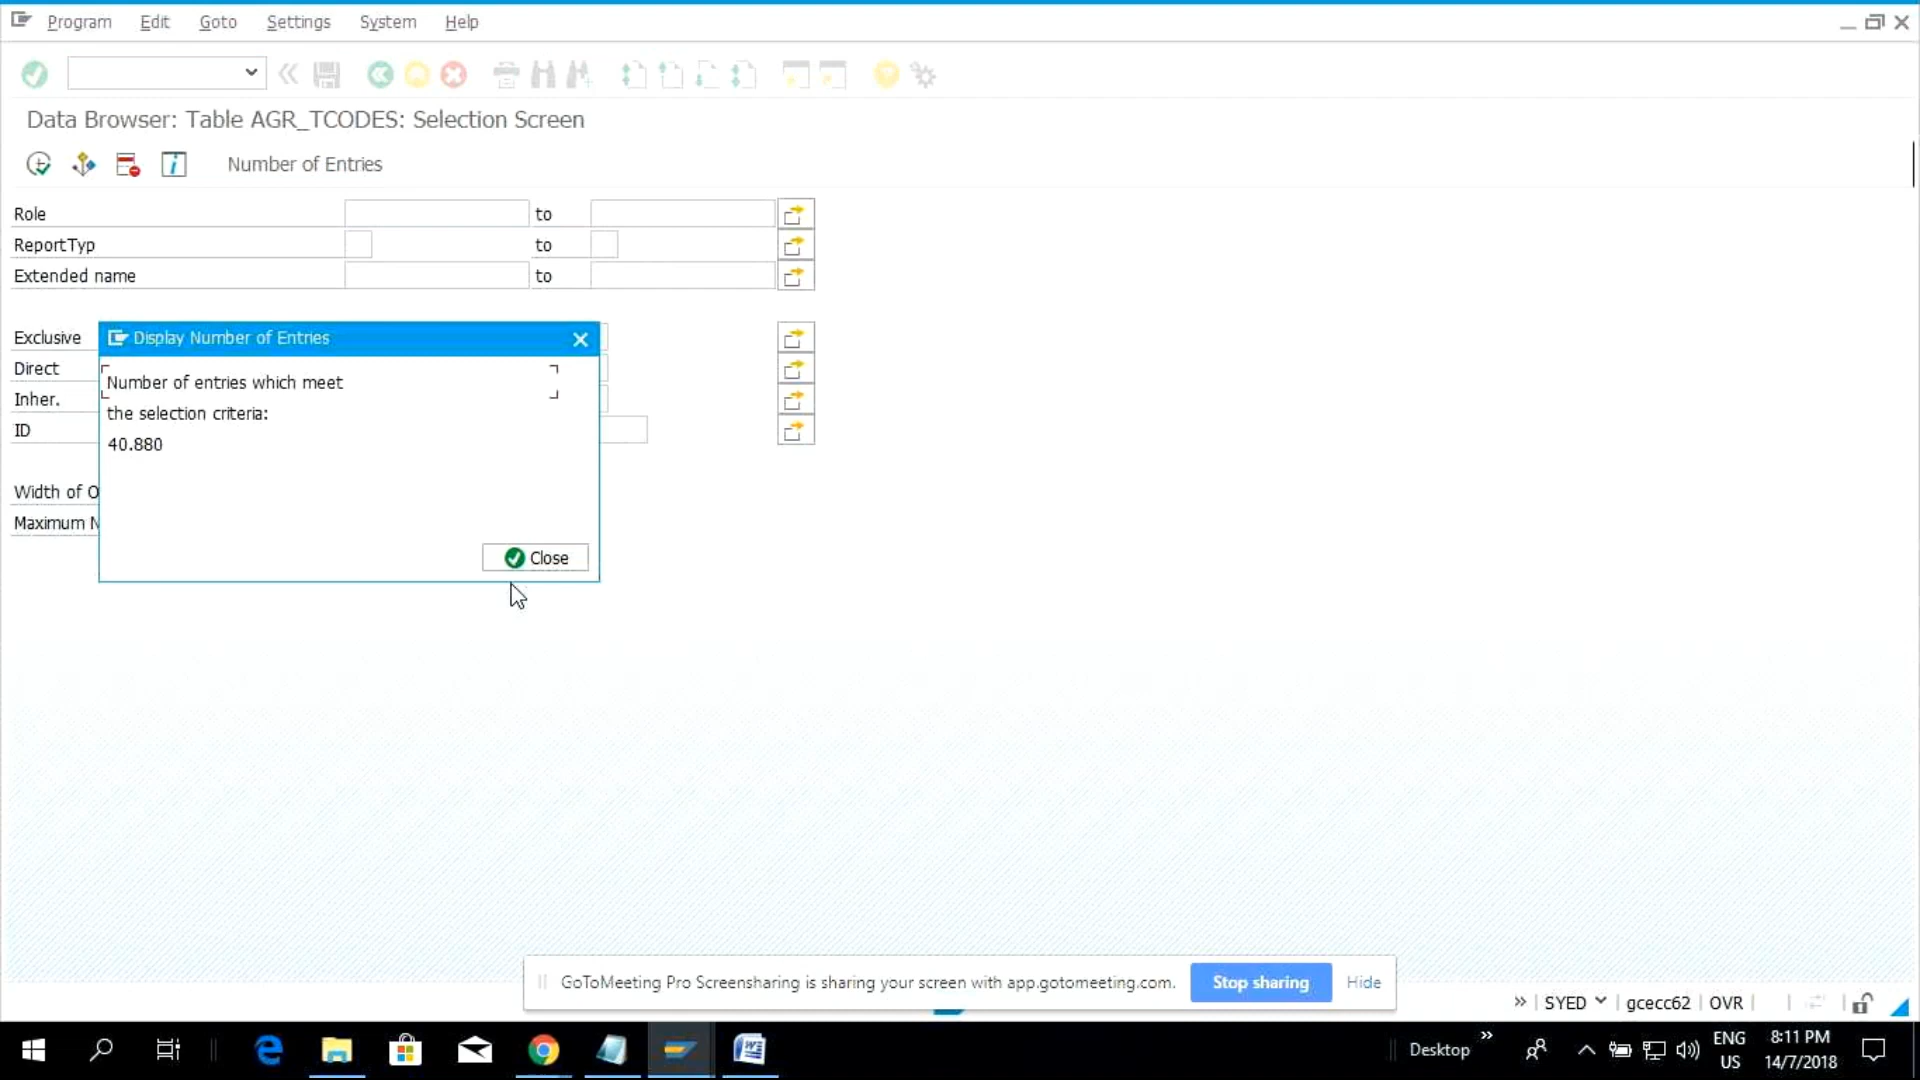 Program Edit Goto Settings System Help
Data Browser: Table AGR_TCODES: Selection Screen
Number of Entries
Role to
ReportTyp to
Extended name to
Exclusive
Direct
Inher.
ID
Width of O
Maximum N
Display Number of Entries
Number of entries which meet
the selection criteria:
40.880
Close
GoToMeeting Pro Screensharing is sharing your screen with app.gotomeeting.com. Stop sharing Hide
SYED gcecc62 OVR
Desktop
ENG
US
8:11 PM
14/7/2018